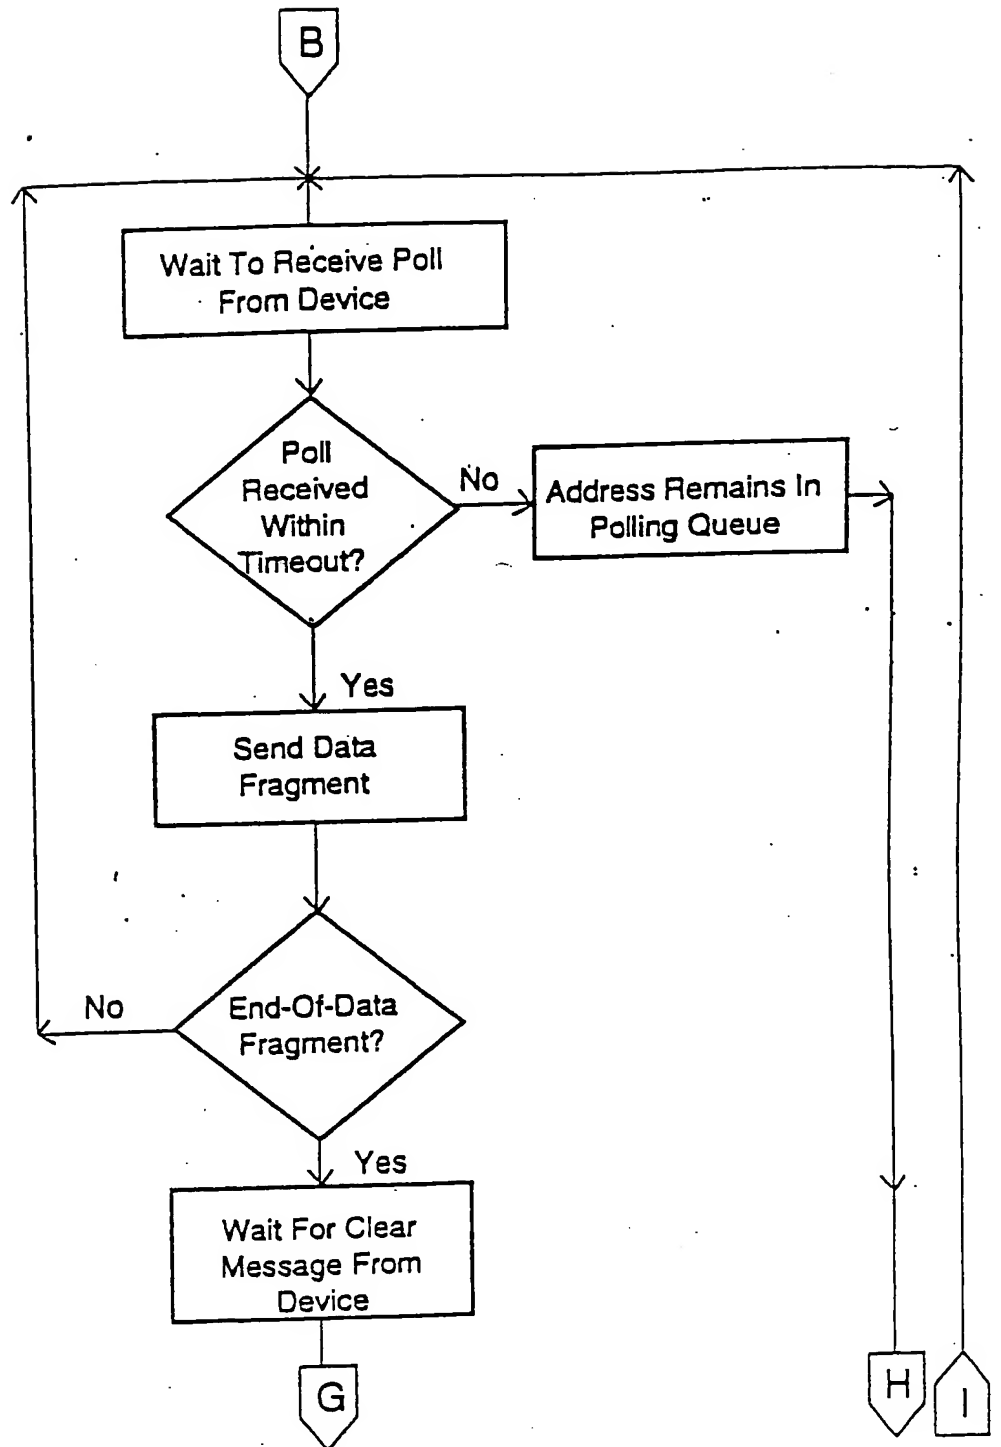 B
Wait To Receive Poll
From Device
Poll
Received
Within
Timeout?
No
Address Remains In
Polling Queue
Yes
Send Data
Fragment
No
End-Of-Data
Fragment?
Yes
Wait For Clear
Message From
Device
G
H
I